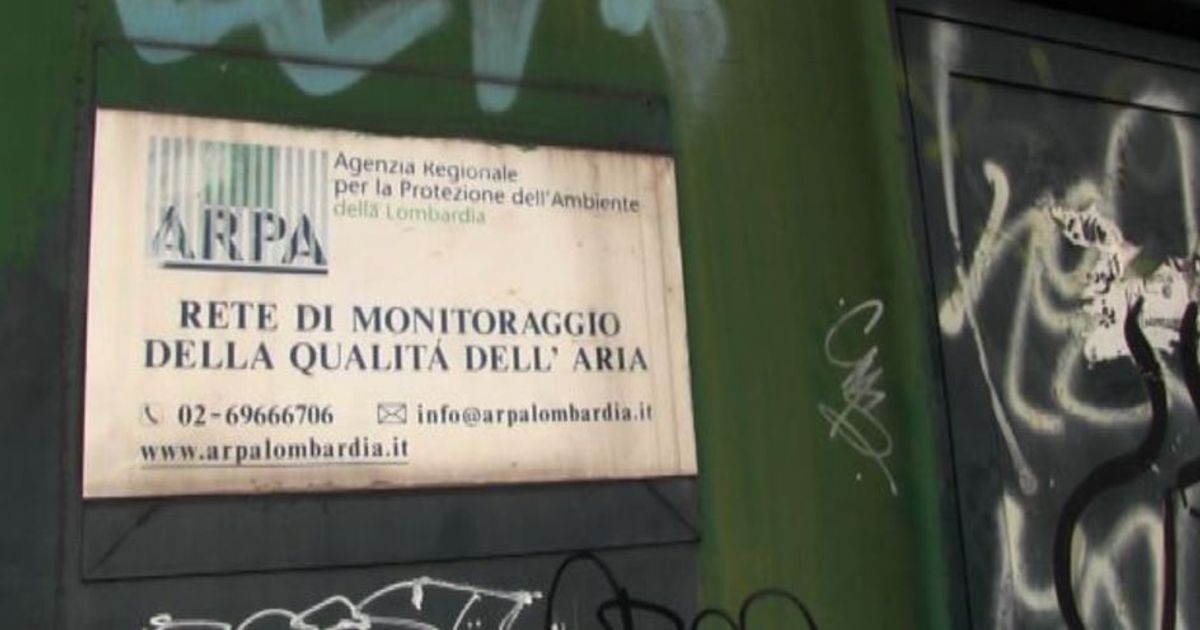 ARPA
Agenzia Regionale
per la Protezione dell'Ambiente
della Lombardia
RETE DI MONITORAGGIO
DELLA QUALITÁ DELL' ARIA
02-69666706 info@arpalombardia.it
www.arpalombardia.it